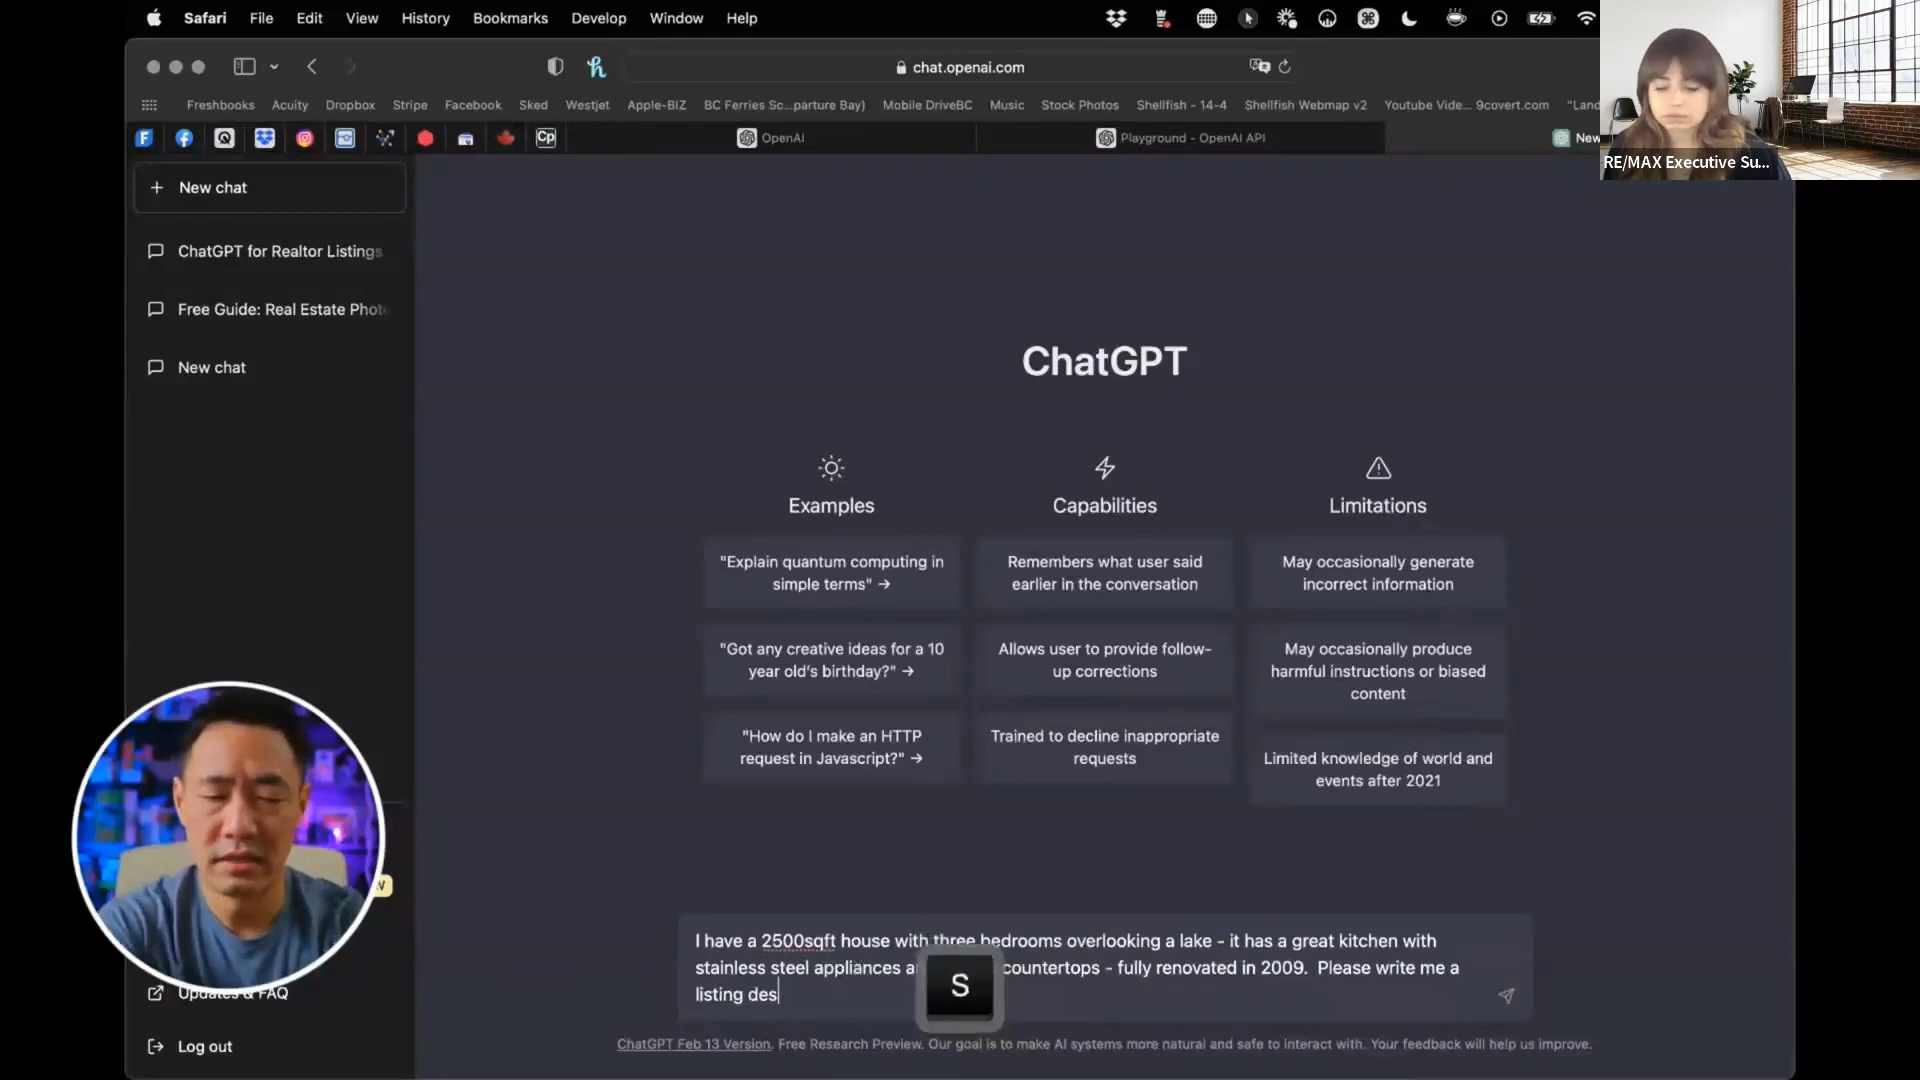 Safari File Edit View History Bookmarks Develop Window Help
chat.openai.com
Freshbooks Acuity Dropbox Stripe Facebook Sked Westjet Apple-BIZ BC Ferries Sc...parture Bay) Mobile DriveBC Music Stock Photos Shellfish - 14-4 Shellfish Webmap v2 Youtube Vide... 9covert.com "Land
OpenAI Playground - OpenAI API New
RE/MAX Executive Su...
New chat
ChatGPT for Realtor Listings
Free Guide: Real Estate Photo
New chat
ChatGPT
Examples Capabilities Limitations
"Explain quantum computing in
simple terms" →
Remembers what user said
earlier in the conversation
May occasionally generate
incorrect information
"Got any creative ideas for a 10
year old's birthday?" →
Allows user to provide follow-
up corrections
May occasionally produce
harmful instructions or biased
content
"How do I make an HTTP
request in Javascript?" →
Trained to decline inappropriate
requests
Limited knowledge of world and
events after 2021
I have a 2500sqft house with three bedrooms overlooking a lake - it has a great kitchen with
stainless steel appliances countertops - fully renovated in 2009. Please write me a
listing des
S
Updates & FAQ
Log out
ChatGPT Feb 13 Version. Free Research Preview. Our goal is to make AI systems more natural and safe to interact with. Your feedback will help us improve.